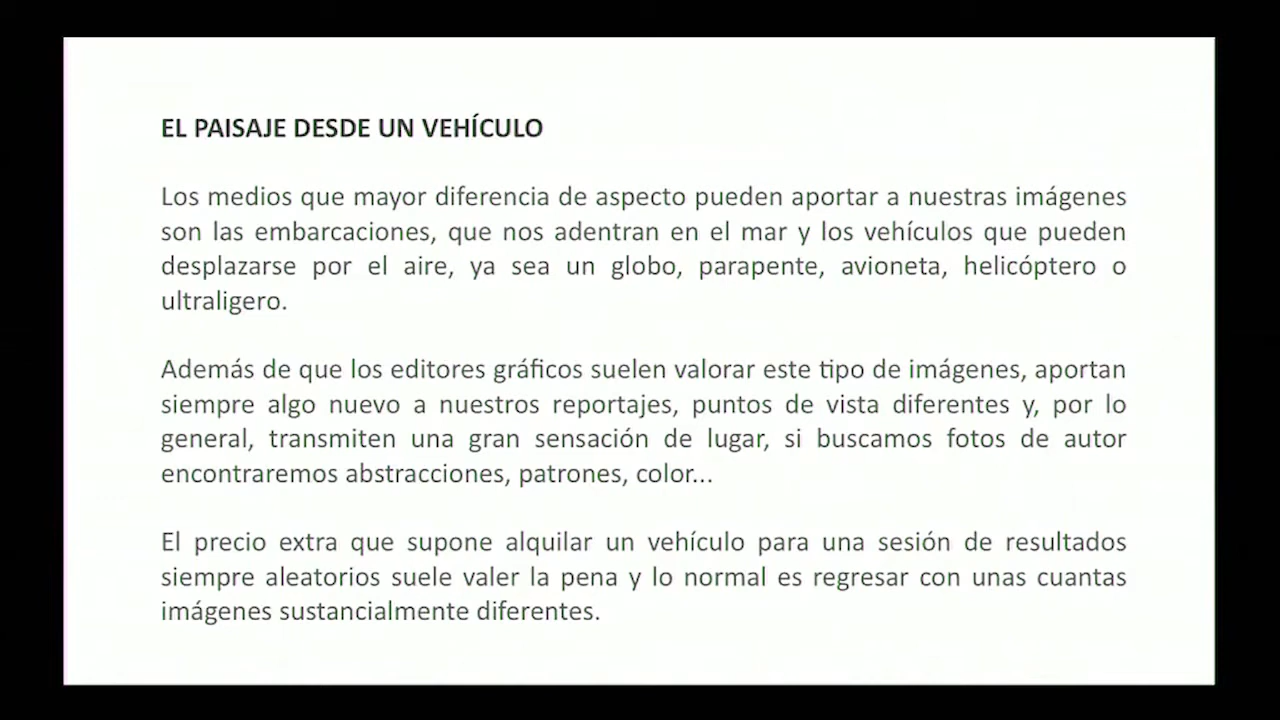 EL PAISAJE DESDE UN VEHÍCULO
Los medios que mayor diferencia de aspecto pueden aportar a nuestras imágenes
son las embarcaciones, que nos adentran en el mar y los vehículos que pueden
desplazarse por el aire, ya sea un globo, parapente, avioneta, helicóptero o
ultraligero.
Además de que los editores gráficos suelen valorar este tipo de imágenes, aportan
siempre algo nuevo a nuestros reportajes, puntos de vista diferentes y, por lo
general, transmiten una gran sensación de lugar, si buscamos fotos de autor
encontraremos abstracciones, patrones, color...
El precio extra que supone alquilar un vehículo para una sesión de resultados
siempre aleatorios suele valer la pena y lo normal es regresar con unas cuantas
imágenes sustancialmente diferentes.